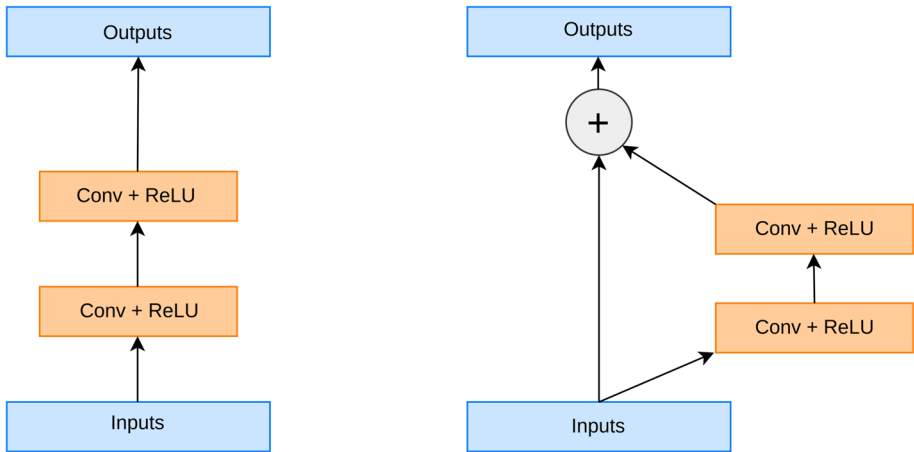 Outputs
Conv + ReLU
Conv + ReLU
Inputs
Outputs
+
Conv + ReLU
Conv + ReLU
Inputs